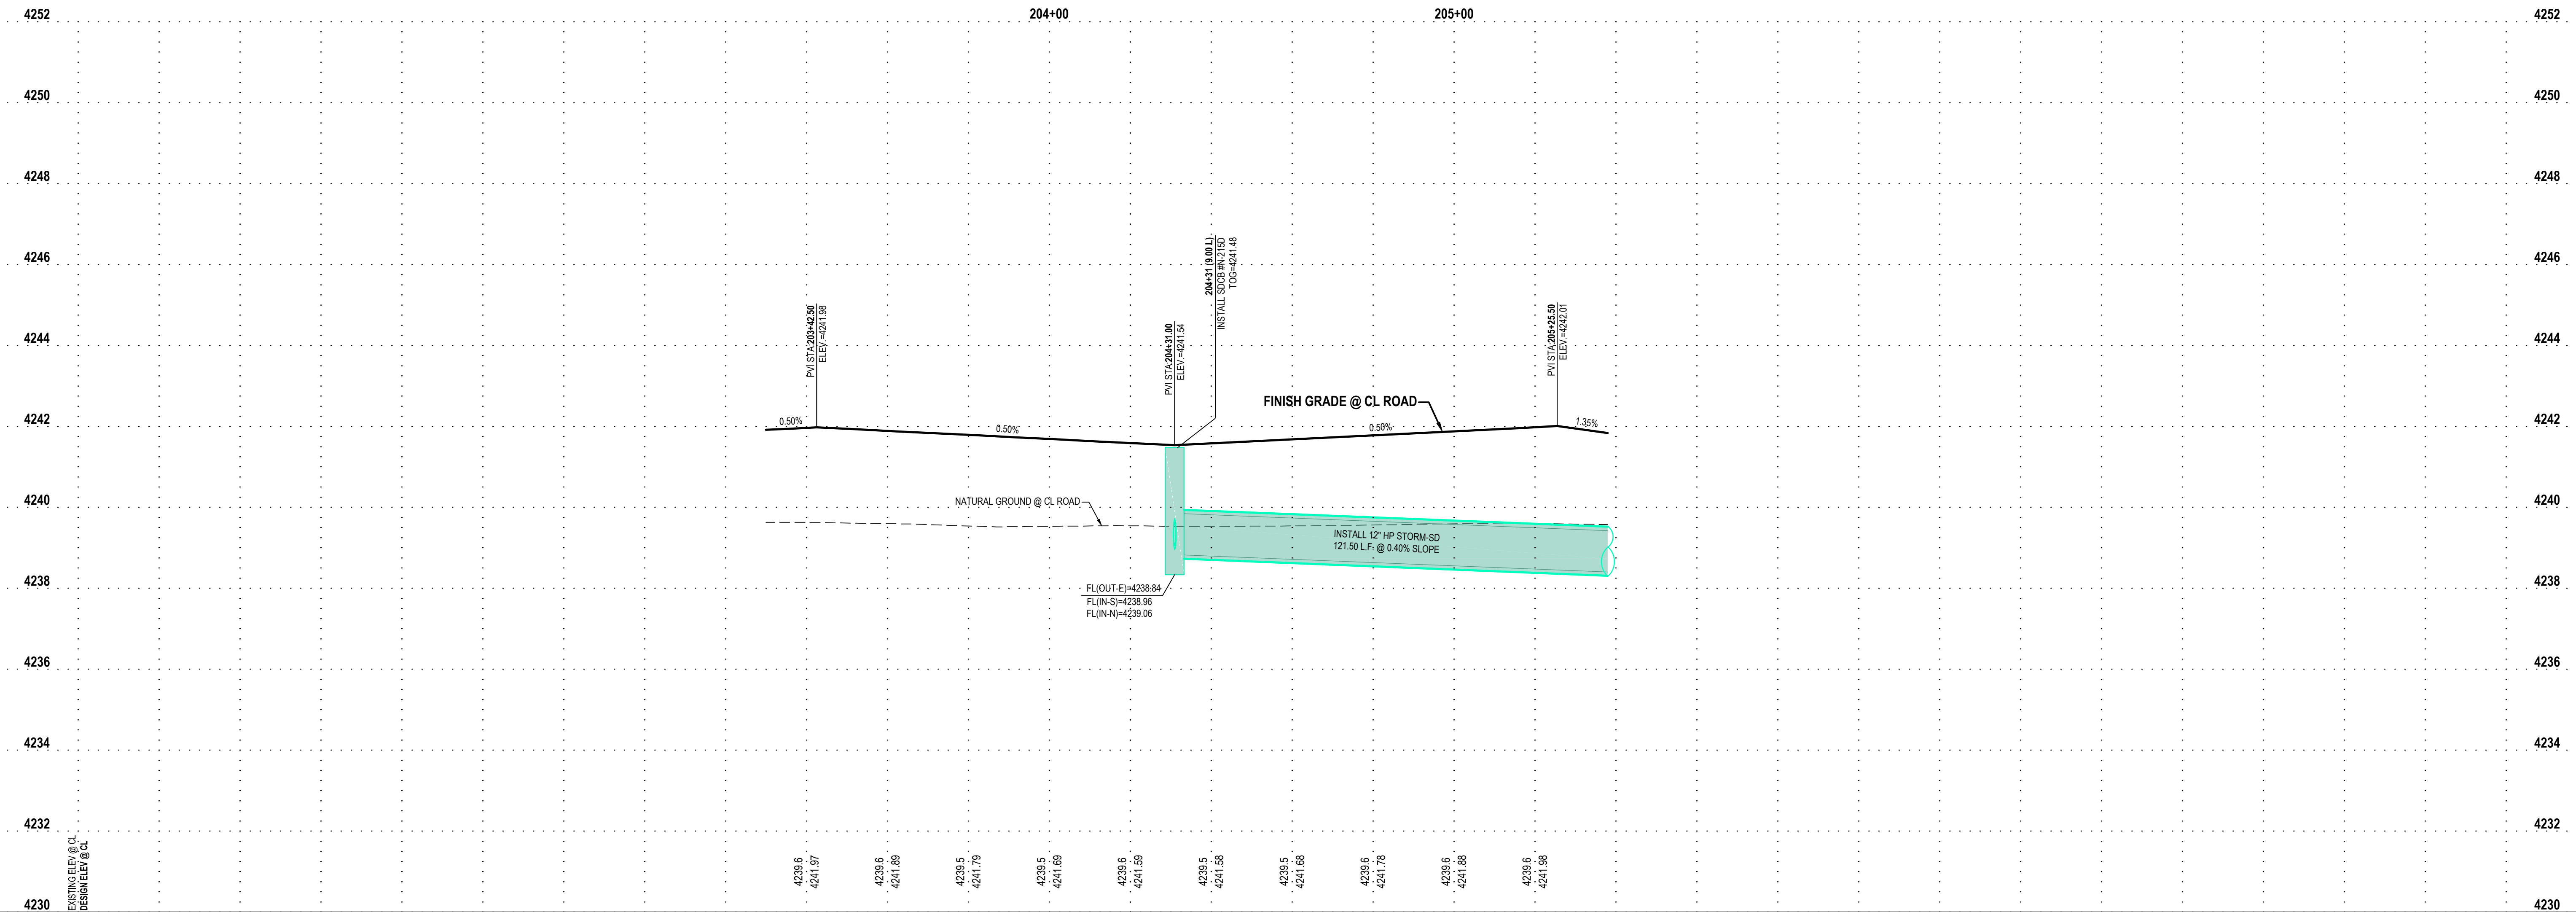 204+00
205+00
4252
4252
4250
4250
4248
4248
4246
4246
4244
4244
4242
4242
4240
4240
4238
4238
4236
4236
4234
4234
4232
4232
4230
4230
PVI STA:203+42.50
ELEV.=4241.98
PVI STA:204+31.00
ELEV.=4241.54
204+31 (9.00 L)
INSTALL SDCB #N-215D
TOG=4241.48
PVI STA:205+25.50
ELEV.=4242.01
FINISH GRADE @ CL ROAD
0.50%
0.50%
0.50%
1.35%
NATURAL GROUND @ CL ROAD
INSTALL 12" HP STORM-SD
121.50 L.F. @ 0.40% SLOPE
FL(OUT-E)=4238.84
FL(IN-S)=4238.96
FL(IN-N)=4239.06
EXISTING ELEV @ CL
DESIGN ELEV @ CL
4239.6
4241.97
4239.6
4241.89
4239.5
4241.79
4239.5
4241.69
4239.6
4241.59
4239.5
4241.58
4239.5
4241.68
4239.6
4241.78
4239.6
4241.88
4239.6
4241.98